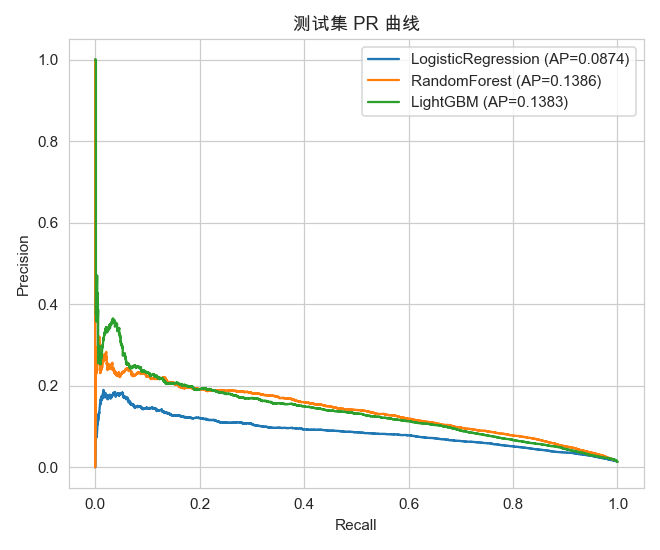 测试集 PR 曲线
LogisticRegression (AP=0.0874)
RandomForest (AP=0.1386)
LightGBM (AP=0.1383)
Precision
1.0
0.8
0.6
0.4
0.2
0.0
0.0 0.2 0.4 0.6 0.8 1.0
Recall